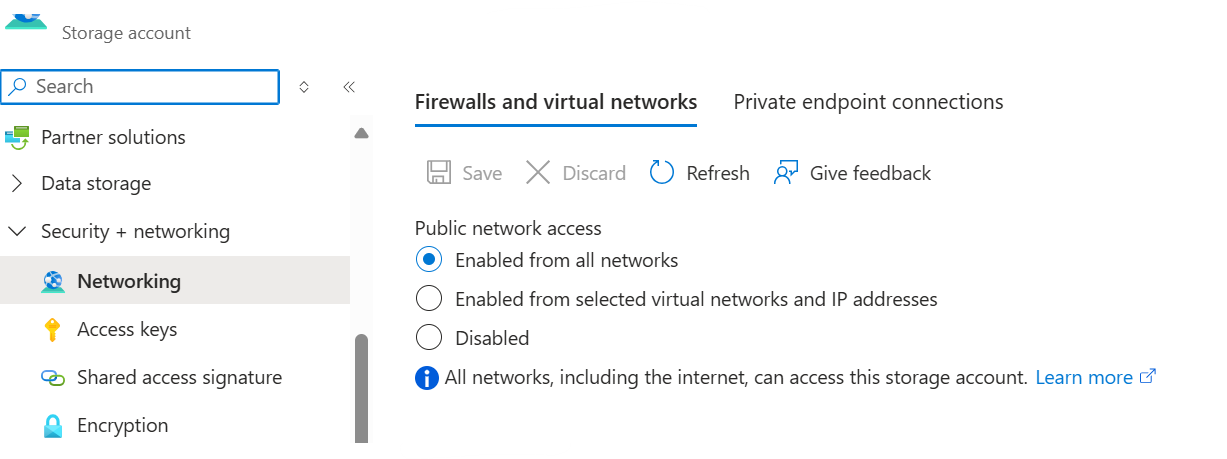 Storage account
Search
Partner solutions
Data storage
Security + networking
Networking
Access keys
Shared access signature
Encryption
Firewalls and virtual networks Private endpoint connections
Save Discard Refresh Give feedback
Public network access
Enabled from all networks
Enabled from selected virtual networks and IP addresses
Disabled
All networks, including the internet, can access this storage account. Learn more